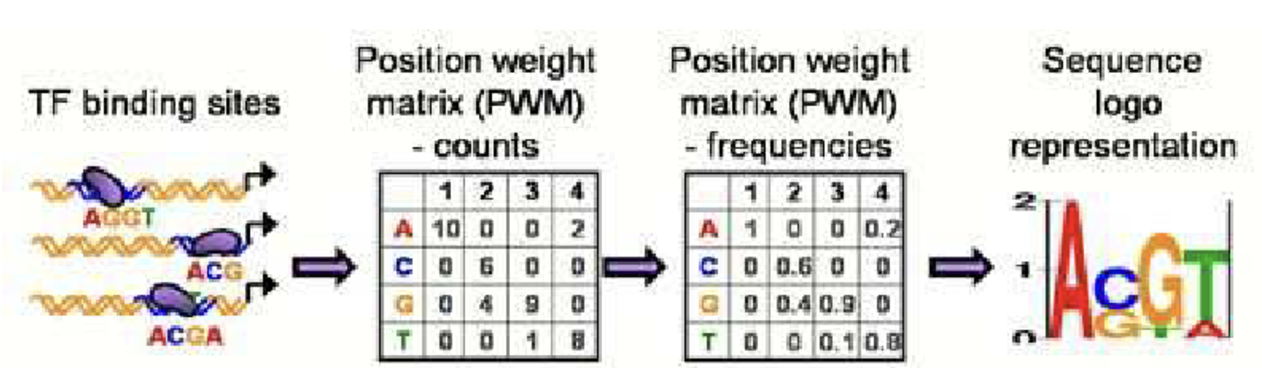 TF binding sites
AGGT
ACG
ACGA
Position weight
matrix (PWM)
- counts
1 2 3 4
A 10 0 0 2
C 0 6 0 0
G 0 4 9 0
T 0 0 1 8
Position weight
matrix (PWM)
- frequencies
1 2 3 4
A 1 0 0 0.2
C 0 0.6 0 0
G 0 0.4 0.9 0
T 0 0 0.1 0.8
Sequence
logo
representation
2
1
0
ACGT
GTA